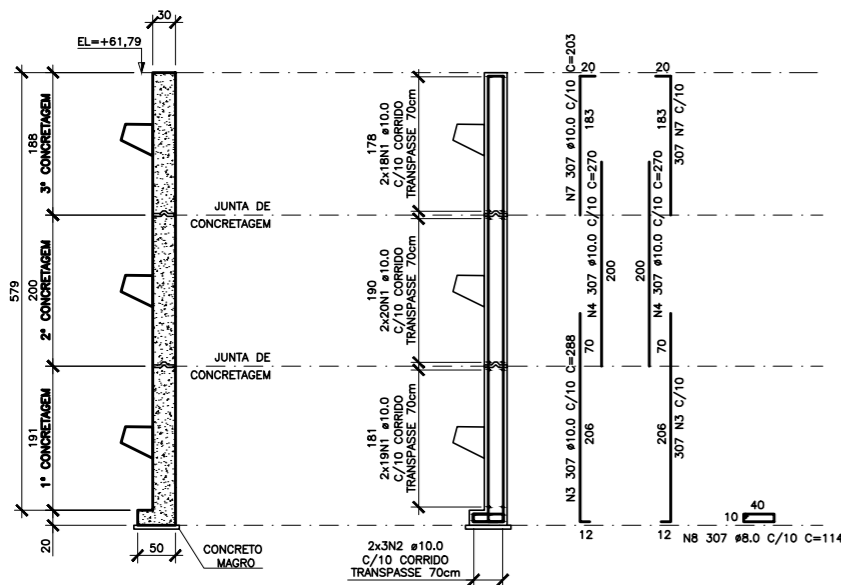 30
EL=+61,79
579
188
3ª CONCRETAGEM
200
2ª CONCRETAGEM
191
1ª CONCRETAGEM
20
50
JUNTA DE
CONCRETAGEM
JUNTA DE
CONCRETAGEM
CONCRETO
MAGRO
178
2x18N1 ø10.0
C/10 CORRIDO
TRANSPASSE 70cm
190
2x20N1 ø10.0
C/10 CORRIDO
TRANSPASSE 70cm
181
2x19N1 ø10.0
C/10 CORRIDO
TRANSPASSE 70cm
2x3N2 ø10.0
C/10 CORRIDO
TRANSPASSE 70cm
20
N7 307 ø10.0 C/10 C=203
183
N4 307 ø10.0 C/10 C=270
200
70
N3 307 ø10.0 C/10 C=288
206
12
20
183
307 N7 C/10
N4 307 ø10.0 C/10 C=270
200
70
206
307 N3 C/10
12
40
10
N8 307 ø8.0 C/10 C=114